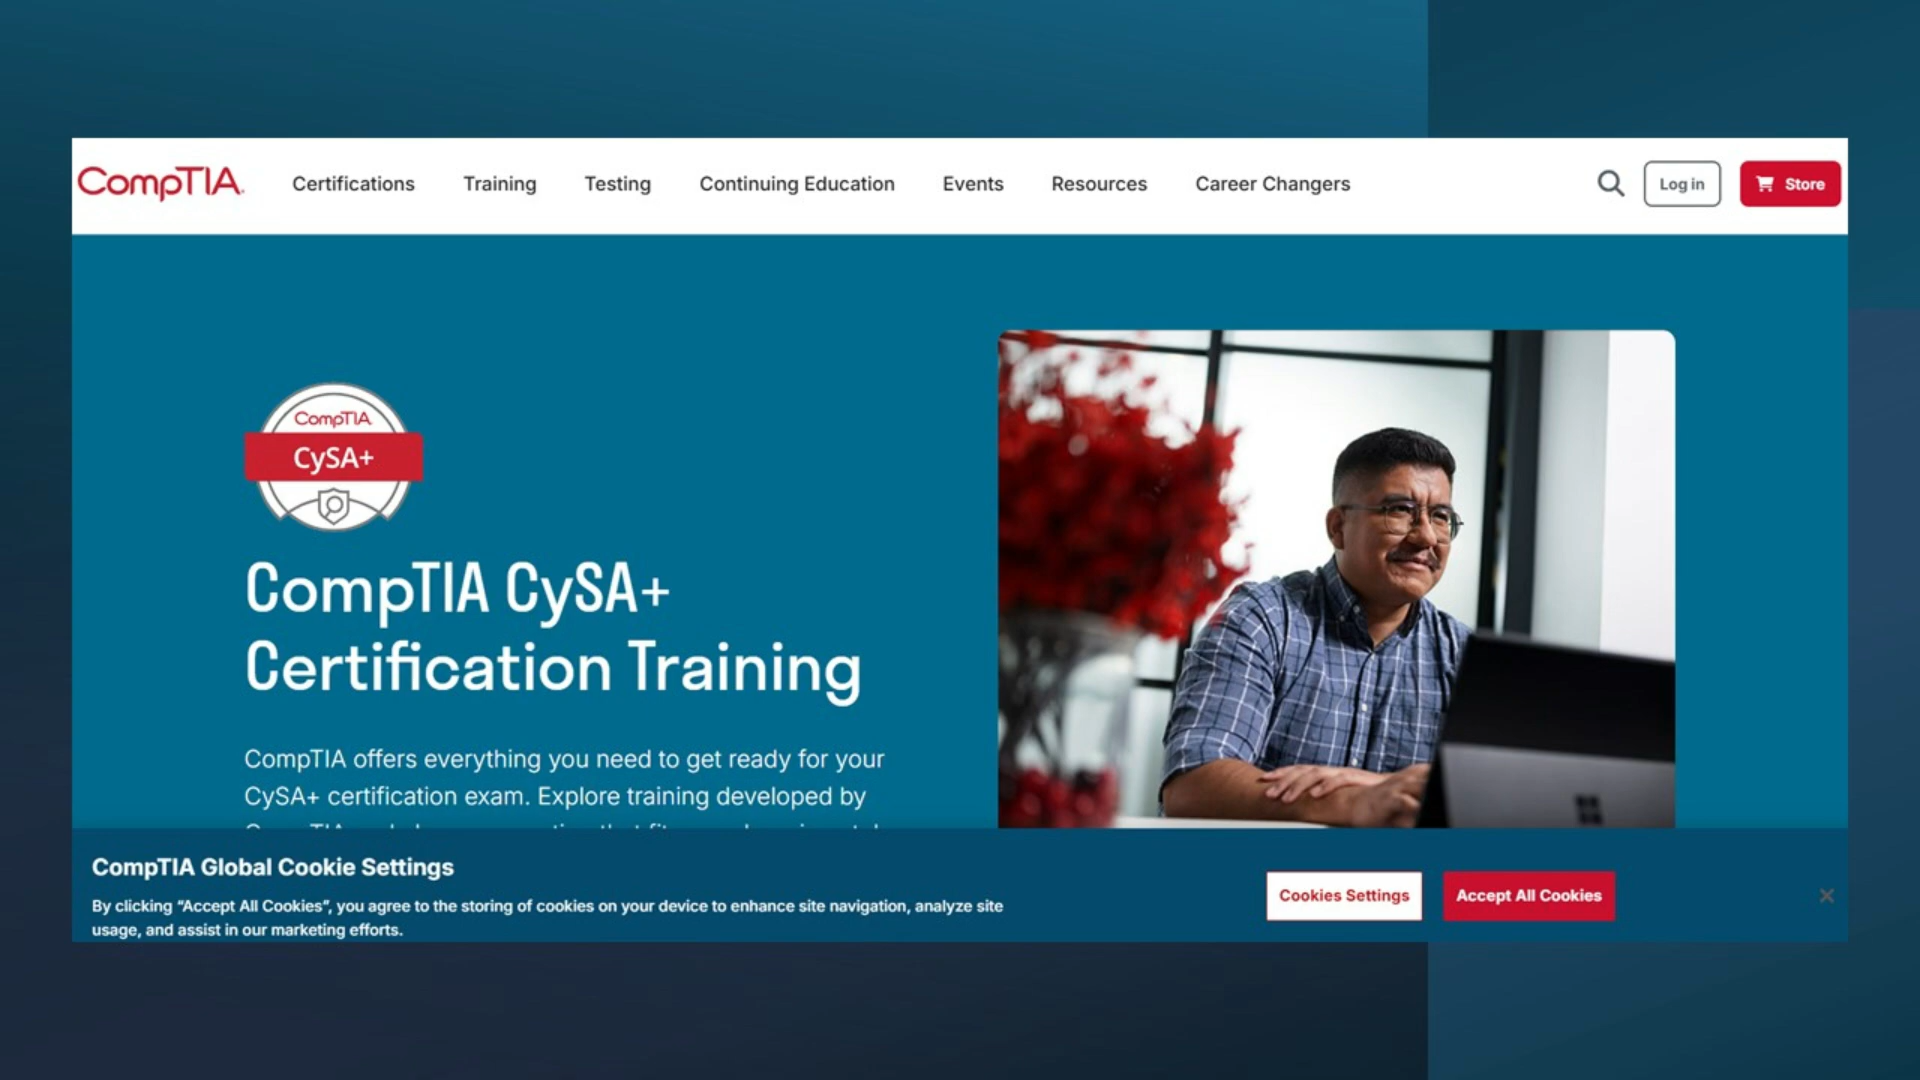 CompTIA.
Certifications
Training
Testing
Continuing Education
Events
Resources
Career Changers
Log in
Store
CompTIA
CySA+
CompTIA CySA+
Certification Training
CompTIA offers everything you need to get ready for your
CySA+ certification exam. Explore training developed by
CompTIA Global Cookie Settings
By clicking “Accept All Cookies”, you agree to the storing of cookies on your device to enhance site navigation, analyze site
usage, and assist in our marketing efforts.
Cookies Settings
Accept All Cookies